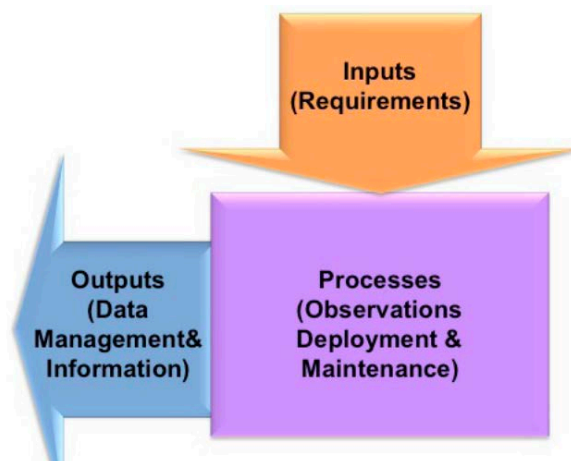 Inputs
(Requirements)
Outputs
(Data
Management&
Information)
Processes
(Observations
Deployment &
Maintenance)